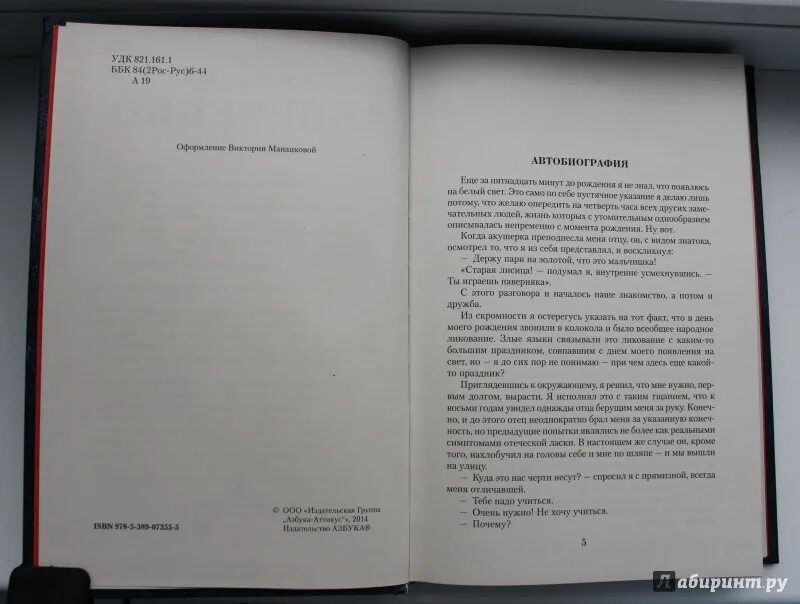 УДК 821.161.1
ББК 84(2Рос-Рус)6-44
А 19
Оформление Виктории Манацковой
ISBN 978-5-389-07355-5
© ООО «Издательская Группа
„Азбука-Аттикус“», 2014
Издательство АЗБУКА®
АВТОБИОГРАФИЯ
Еще за пятнадцать минут до рождения я не знал, что появлюсь
на белый свет. Это само по себе пустячное указание я делаю лишь
потому, что желаю опередить на четверть часа всех других заме-
чательных людей, жизнь которых с утомительным однообразием
описывалась непременно с момента рождения. Ну вот.
Когда акушерка преподнесла меня отцу, он, с видом знатока,
осмотрел то, что я из себя представлял, и воскликнул:
— Держу пари на золотой, что это мальчишка!
«Старая лисица! — подумал я, внутренне усмехнувшись. —
Ты играешь наверняка».
С этого разговора и началось наше знакомство, а потом и
дружба.
Из скромности я остерегусь указать на тот факт, что в день
моего рождения звонили в колокола и было всеобщее народное
ликование. Злые языки связывали это ликование с каким-то
большим праздником, совпавшим с днем моего появления на
свет, но — я до сих пор не понимаю — при чем здесь еще какой-
то праздник?
Приглядевшись к окружающему, я решил, что мне нужно, пер-
вым долгом, вырасти. Я исполнял это с таким тщанием, что к
восьми годам увидел однажды отца берущим меня за руку. Конеч-
но, и до этого отец неоднократно брал меня за указанную конеч-
ность, но предыдущие попытки являлись не более как реальными
симптомами отеческой ласки. В настоящем же случае он, кроме
того, нахлобучил на головы себе и мне по шляпе — и мы вышли
на улицу.
— Куда это нас черти несут? — спросил я с прямизной, всегда
меня отличавшей.
— Тебе надо учиться.
— Очень нужно! Не хочу учиться.
— Почему?
5
Лабиринт.ру